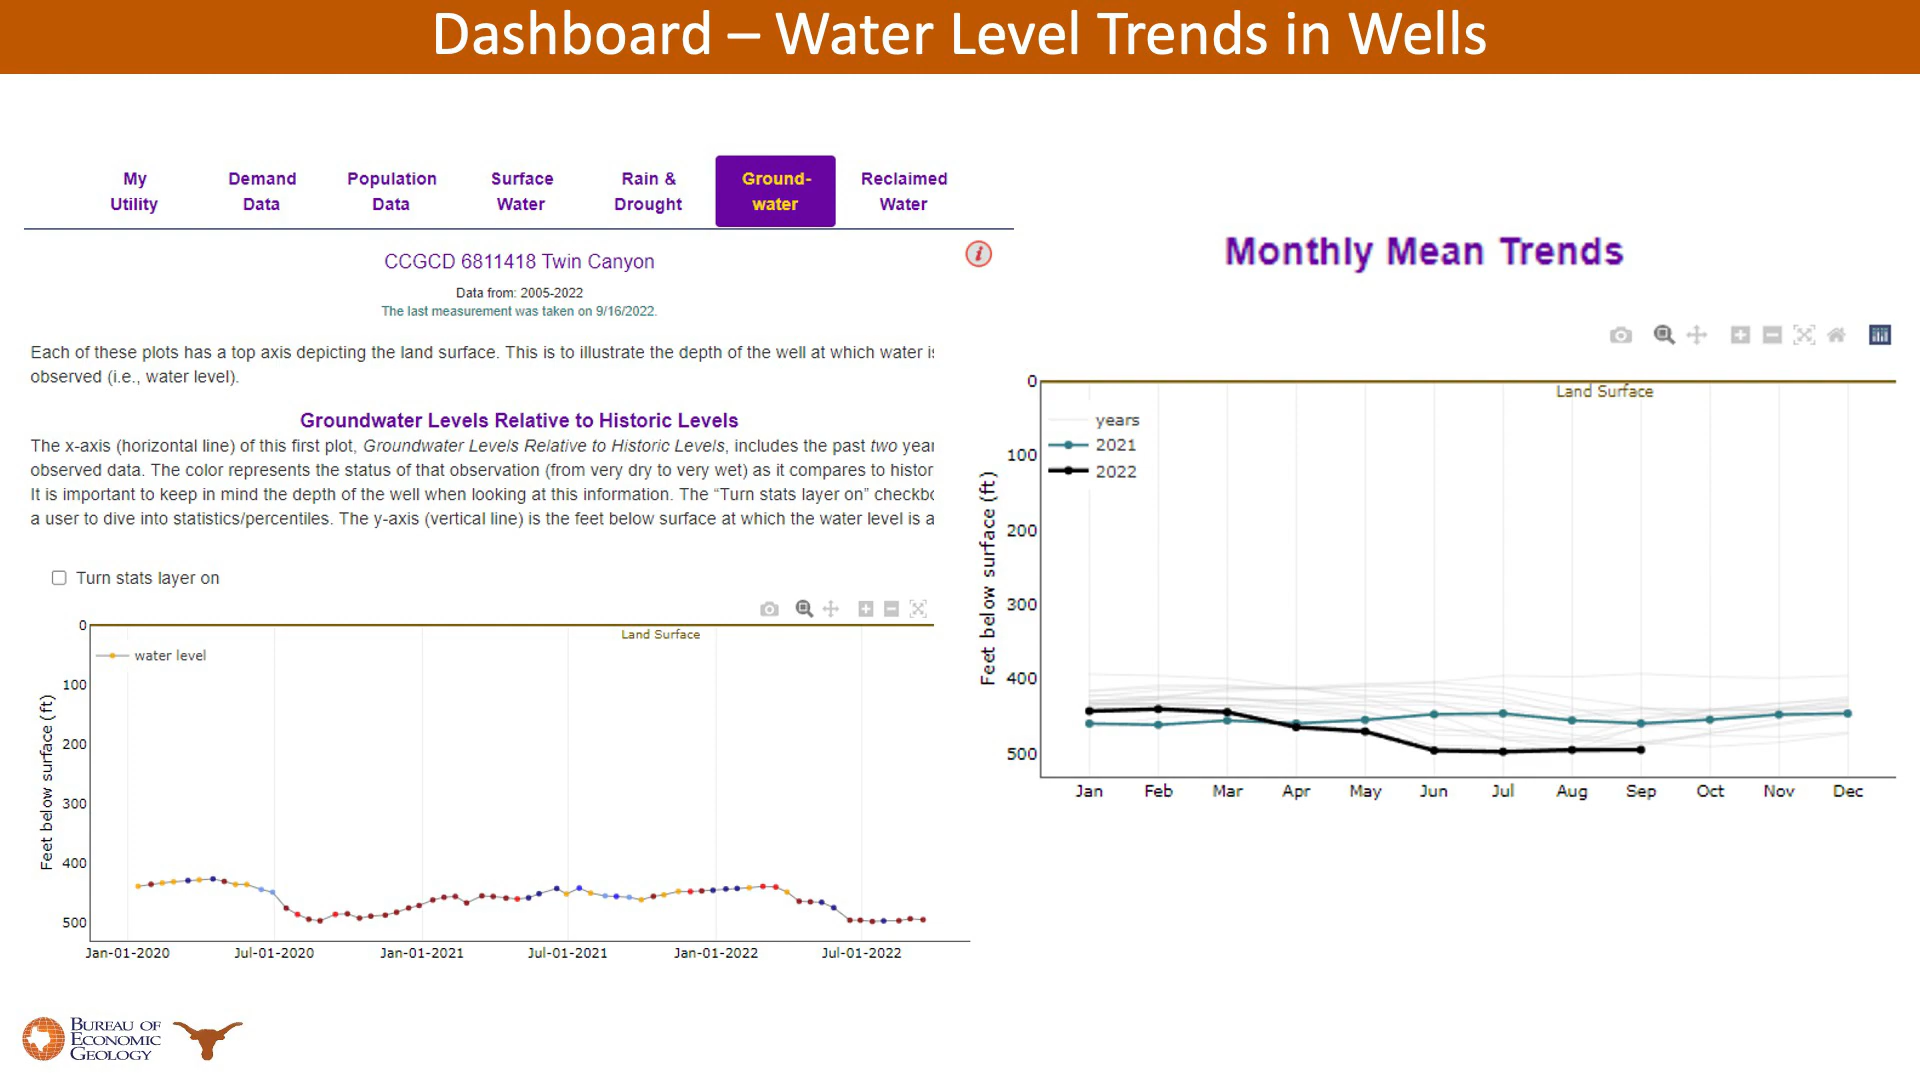 Dashboard – Water Level Trends in Wells
My Utility
Demand Data
Population Data
Surface Water
Rain & Drought
Ground-water
Reclaimed Water
CCGCD 6811418 Twin Canyon
i
Data from: 2005-2022
The last measurement was taken on 9/16/2022.
Each of these plots has a top axis depicting the land surface. This is to illustrate the depth of the well at which water is
observed (i.e., water level).
Groundwater Levels Relative to Historic Levels
The x-axis (horizontal line) of this first plot, Groundwater Levels Relative to Historic Levels, includes the past two year
observed data. The color represents the status of that observation (from very dry to very wet) as it compares to histor
It is important to keep in mind the depth of the well when looking at this information. The “Turn stats layer on” checkbo
a user to dive into statistics/percentiles. The y-axis (vertical line) is the feet below surface at which the water level is a
Turn stats layer on
Land Surface
water level
Feet below surface (ft)
0
100
200
300
400
500
Jan-01-2020
Jul-01-2020
Jan-01-2021
Jul-01-2021
Jan-01-2022
Jul-01-2022
Monthly Mean Trends
Land Surface
years
2021
2022
Feet below surface (ft)
0
100
200
300
400
500
Jan
Feb
Mar
Apr
May
Jun
Jul
Aug
Sep
Oct
Nov
Dec
BUREAU OF
ECONOMIC
GEOLOGY